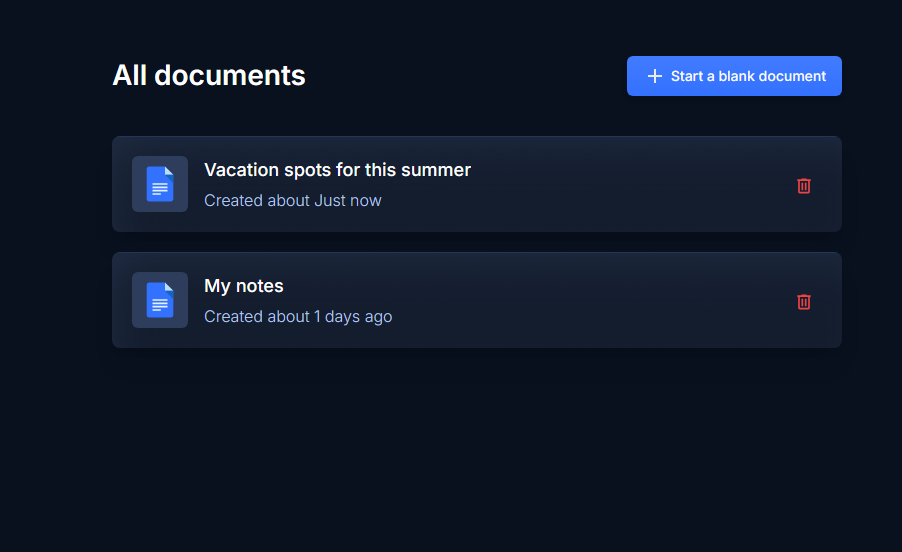 All documents
Start a blank document
Vacation spots for this summer
Created about Just now
My notes
Created about 1 days ago